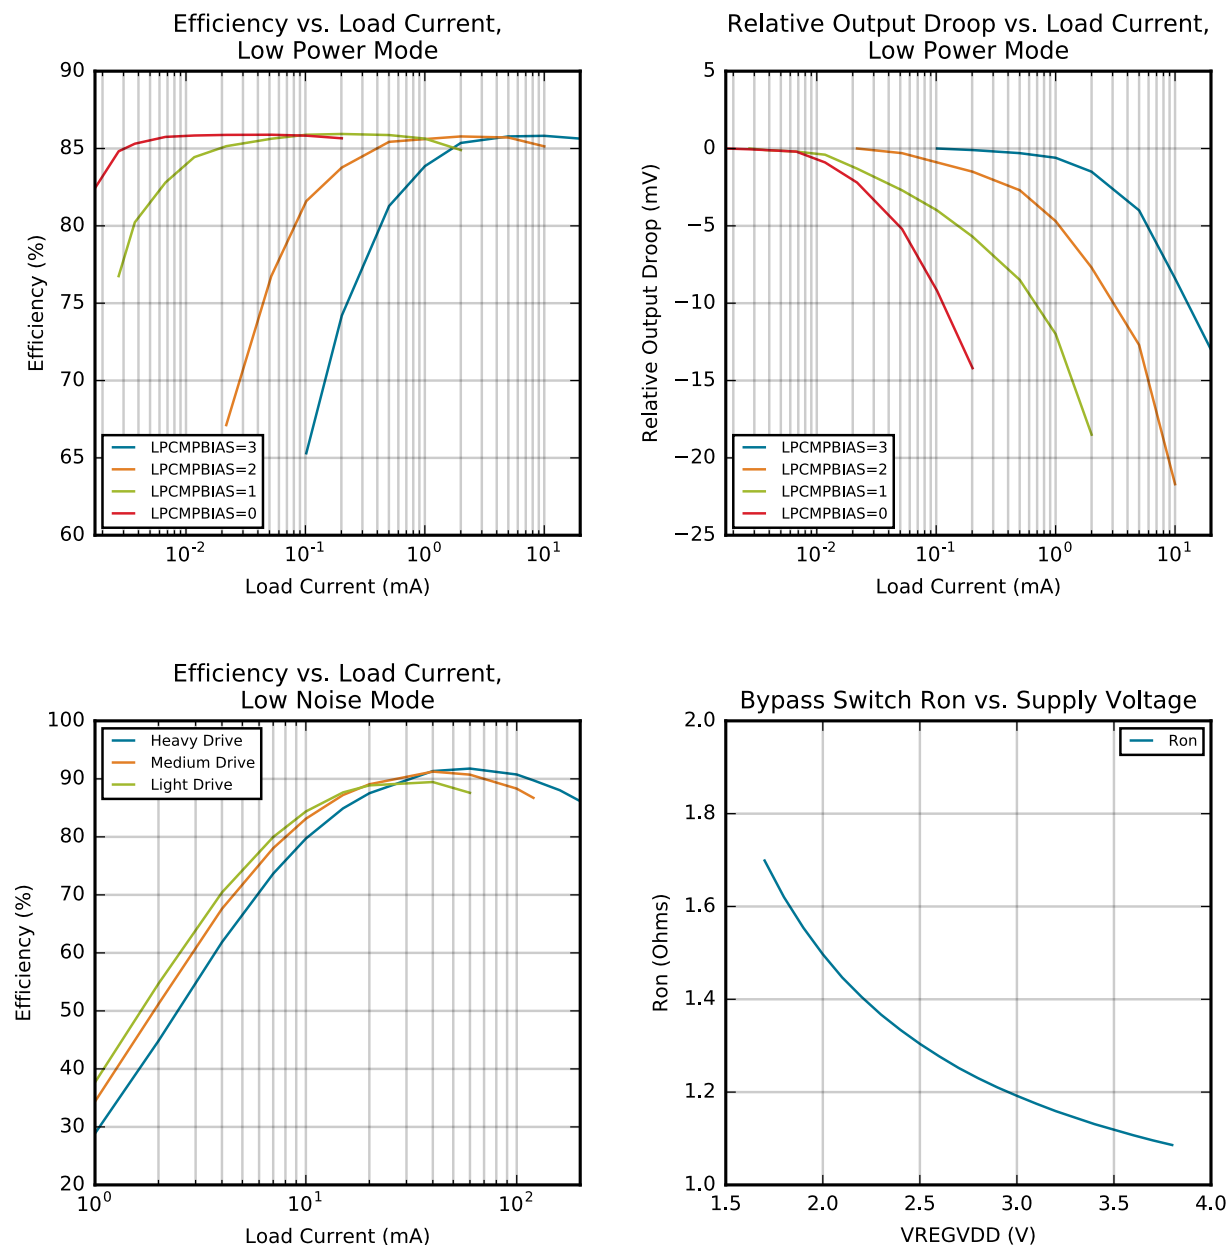 Efficiency vs. Load Current,
Low Power Mode
90
85
80
75
70
65
60
Efficiency (%)
LPCMPBIAS=3
LPCMPBIAS=2
LPCMPBIAS=1
LPCMPBIAS=0
10⁻² 10⁻¹ 10⁰ 10¹
Load Current (mA)
Relative Output Droop vs. Load Current,
Low Power Mode
5
0
−5
−10
−15
−20
−25
Relative Output Droop (mV)
LPCMPBIAS=3
LPCMPBIAS=2
LPCMPBIAS=1
LPCMPBIAS=0
10⁻² 10⁻¹ 10⁰ 10¹
Load Current (mA)
Efficiency vs. Load Current,
Low Noise Mode
100
90
80
70
60
50
40
30
20
Efficiency (%)
Heavy Drive
Medium Drive
Light Drive
10⁰ 10¹ 10²
Load Current (mA)
Bypass Switch Ron vs. Supply Voltage
2.0
1.8
1.6
1.4
1.2
1.0
Ron (Ohms)
Ron
1.5 2.0 2.5 3.0 3.5 4.0
VREGVDD (V)